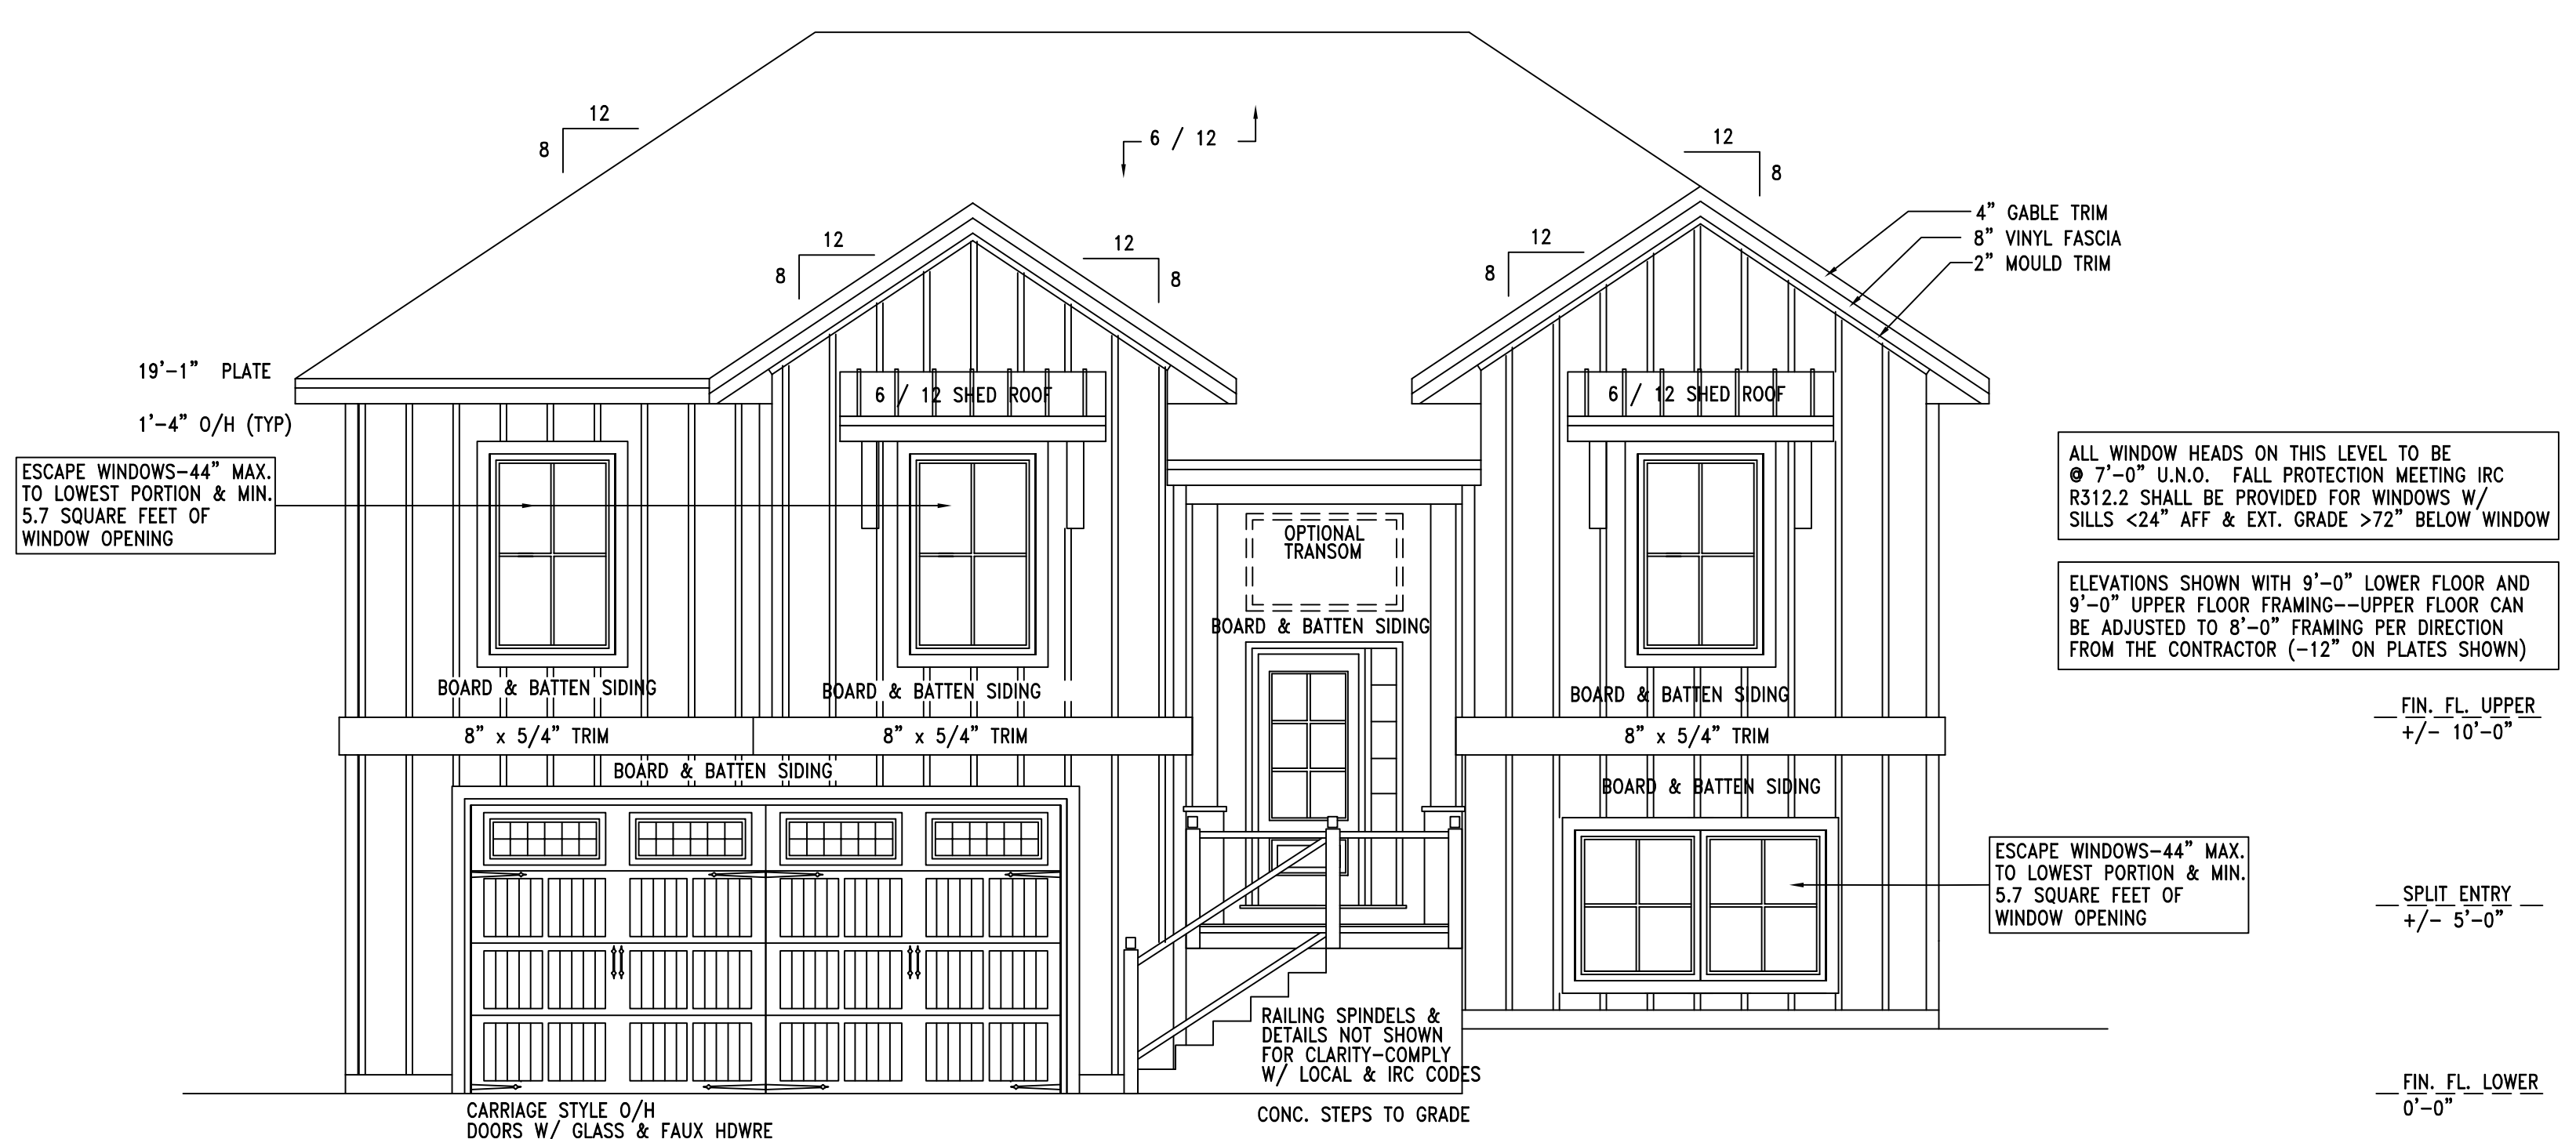 12
8
6 / 12
12
8
4” GABLE TRIM
8” VINYL FASCIA
2” MOULD TRIM
12
8
12
8
12
8
19’-1” PLATE
1’-4” O/H (TYP)
6 / 12 SHED ROOF
6 / 12 SHED ROOF
ESCAPE WINDOWS-44” MAX.
TO LOWEST PORTION & MIN.
5.7 SQUARE FEET OF
WINDOW OPENING
ALL WINDOW HEADS ON THIS LEVEL TO BE
@ 7’-0” U.N.O. FALL PROTECTION MEETING IRC
R312.2 SHALL BE PROVIDED FOR WINDOWS W/
SILLS <24” AFF & EXT. GRADE >72” BELOW WINDOW
OPTIONAL
TRANSOM
ELEVATIONS SHOWN WITH 9’-0” LOWER FLOOR AND
9’-0” UPPER FLOOR FRAMING--UPPER FLOOR CAN
BE ADJUSTED TO 8’-0” FRAMING PER DIRECTION
FROM THE CONTRACTOR (-12” ON PLATES SHOWN)
BOARD & BATTEN SIDING
BOARD & BATTEN SIDING
BOARD & BATTEN SIDING
BOARD & BATTEN SIDING
FIN. FL. UPPER
+/- 10’-0”
8” x 5/4” TRIM
8” x 5/4” TRIM
8” x 5/4” TRIM
BOARD & BATTEN SIDING
BOARD & BATTEN SIDING
ESCAPE WINDOWS-44” MAX.
TO LOWEST PORTION & MIN.
5.7 SQUARE FEET OF
WINDOW OPENING
SPLIT ENTRY
+/- 5’-0”
RAILING SPINDELS &
DETAILS NOT SHOWN
FOR CLARITY-COMPLY
W/ LOCAL & IRC CODES
FIN. FL. LOWER
0’-0”
CARRIAGE STYLE O/H
DOORS W/ GLASS & FAUX HDWRE
CONC. STEPS TO GRADE